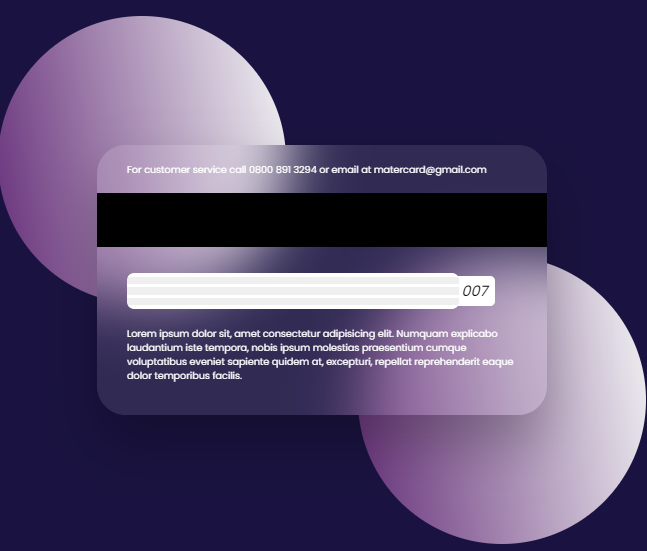 For customer service call 0800 891 3294 or email at matercard@gmail.com
007
Lorem ipsum dolor sit, amet consectetur adipisicing elit. Numquam explicabo
laudantium iste tempora, nobis ipsum molestias praesentium cumque
voluptatibus eveniet sapiente quidem at, excepturi, repellat reprehenderit eaque
dolor temporibus facilis.